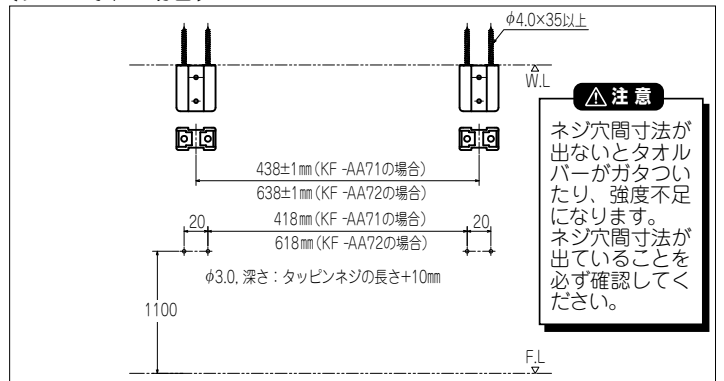 φ4.0×35以上
W.L
⚠注意
ネジ穴間寸法が
出ないとタオル
バーがガタつい
たり、強度不足
になります。
ネジ穴間寸法が
出ていることを
必ず確認してく
ださい。
438±1㎜(KF -AA71の場合)
638±1㎜(KF -AA72の場合)
20
418㎜(KF -AA71の場合)
20
618㎜(KF -AA72の場合)
φ3.0, 深さ：タッピンネジの長さ+10㎜
1100
F.L